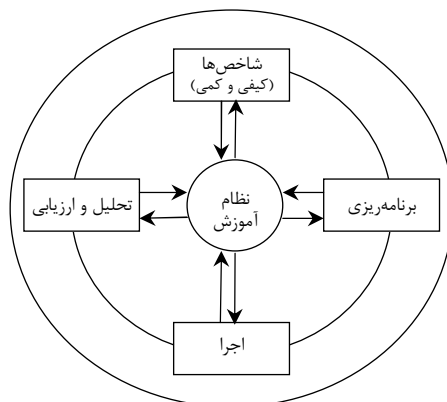 شاخص‌ها
(کیفی و کمی)
نظام
آموزش
برنامه‌ریزی
تحلیل و ارزیابی
اجرا